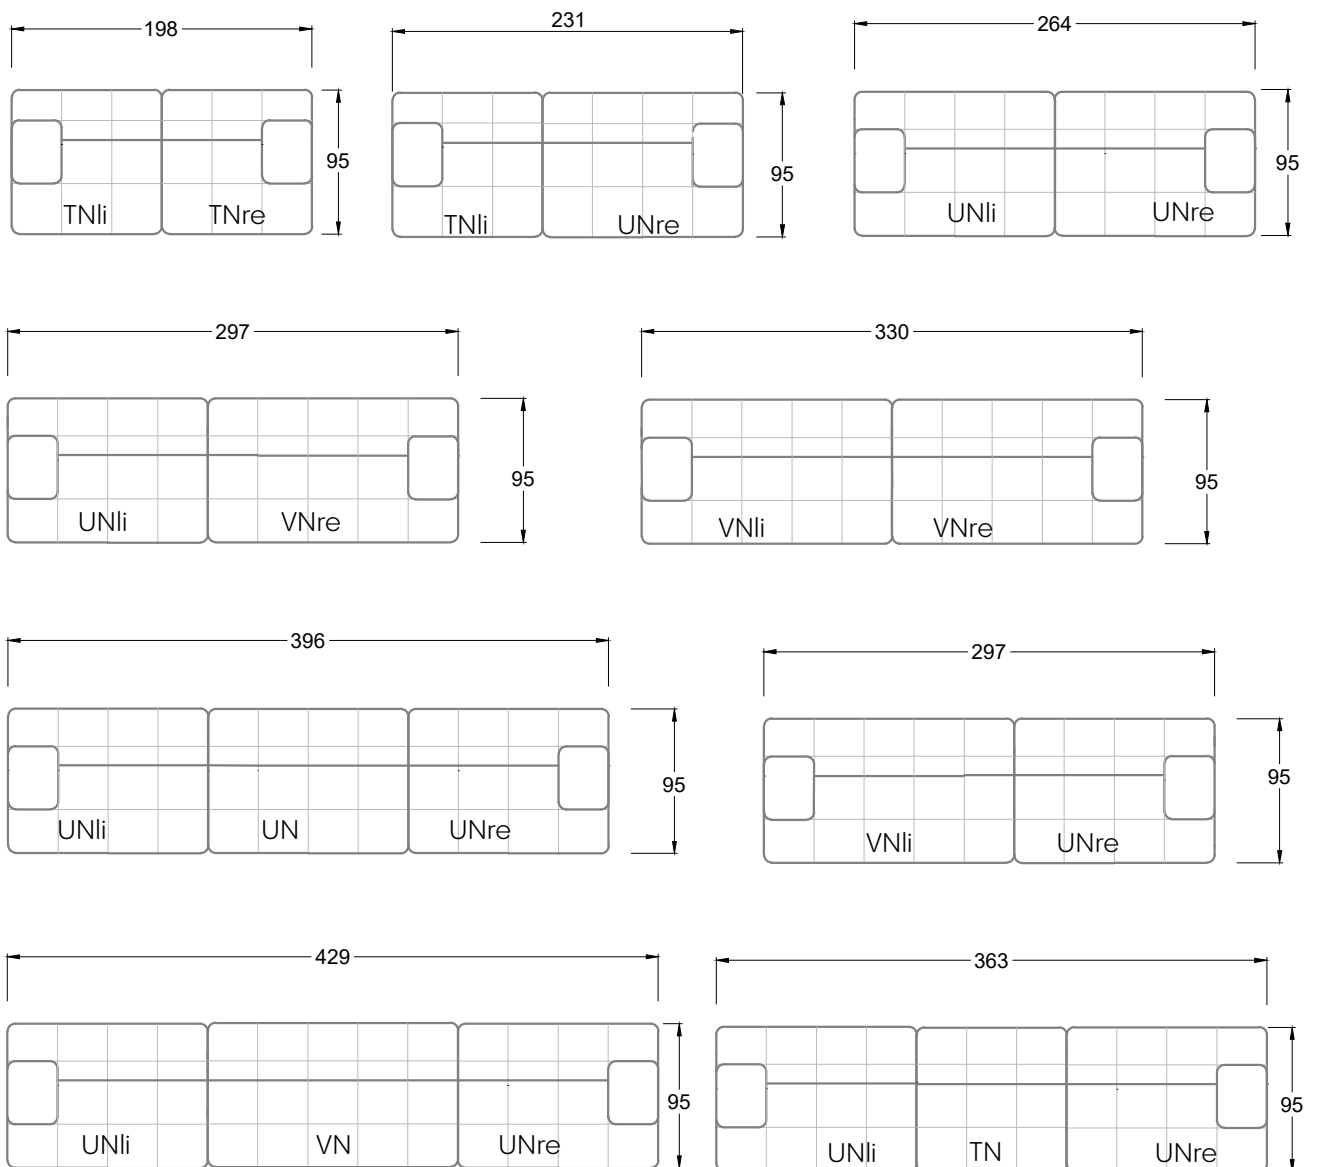 198
231
264
95
95
95
TNli TNre
TNli UNre
UNli UNre
297
330
95
95
UNli VNre
VNli VNre
396
297
95
95
UNli UN UNre
VNli UNre
429
363
95
95
UNli VN UNre
UNli TN UNre